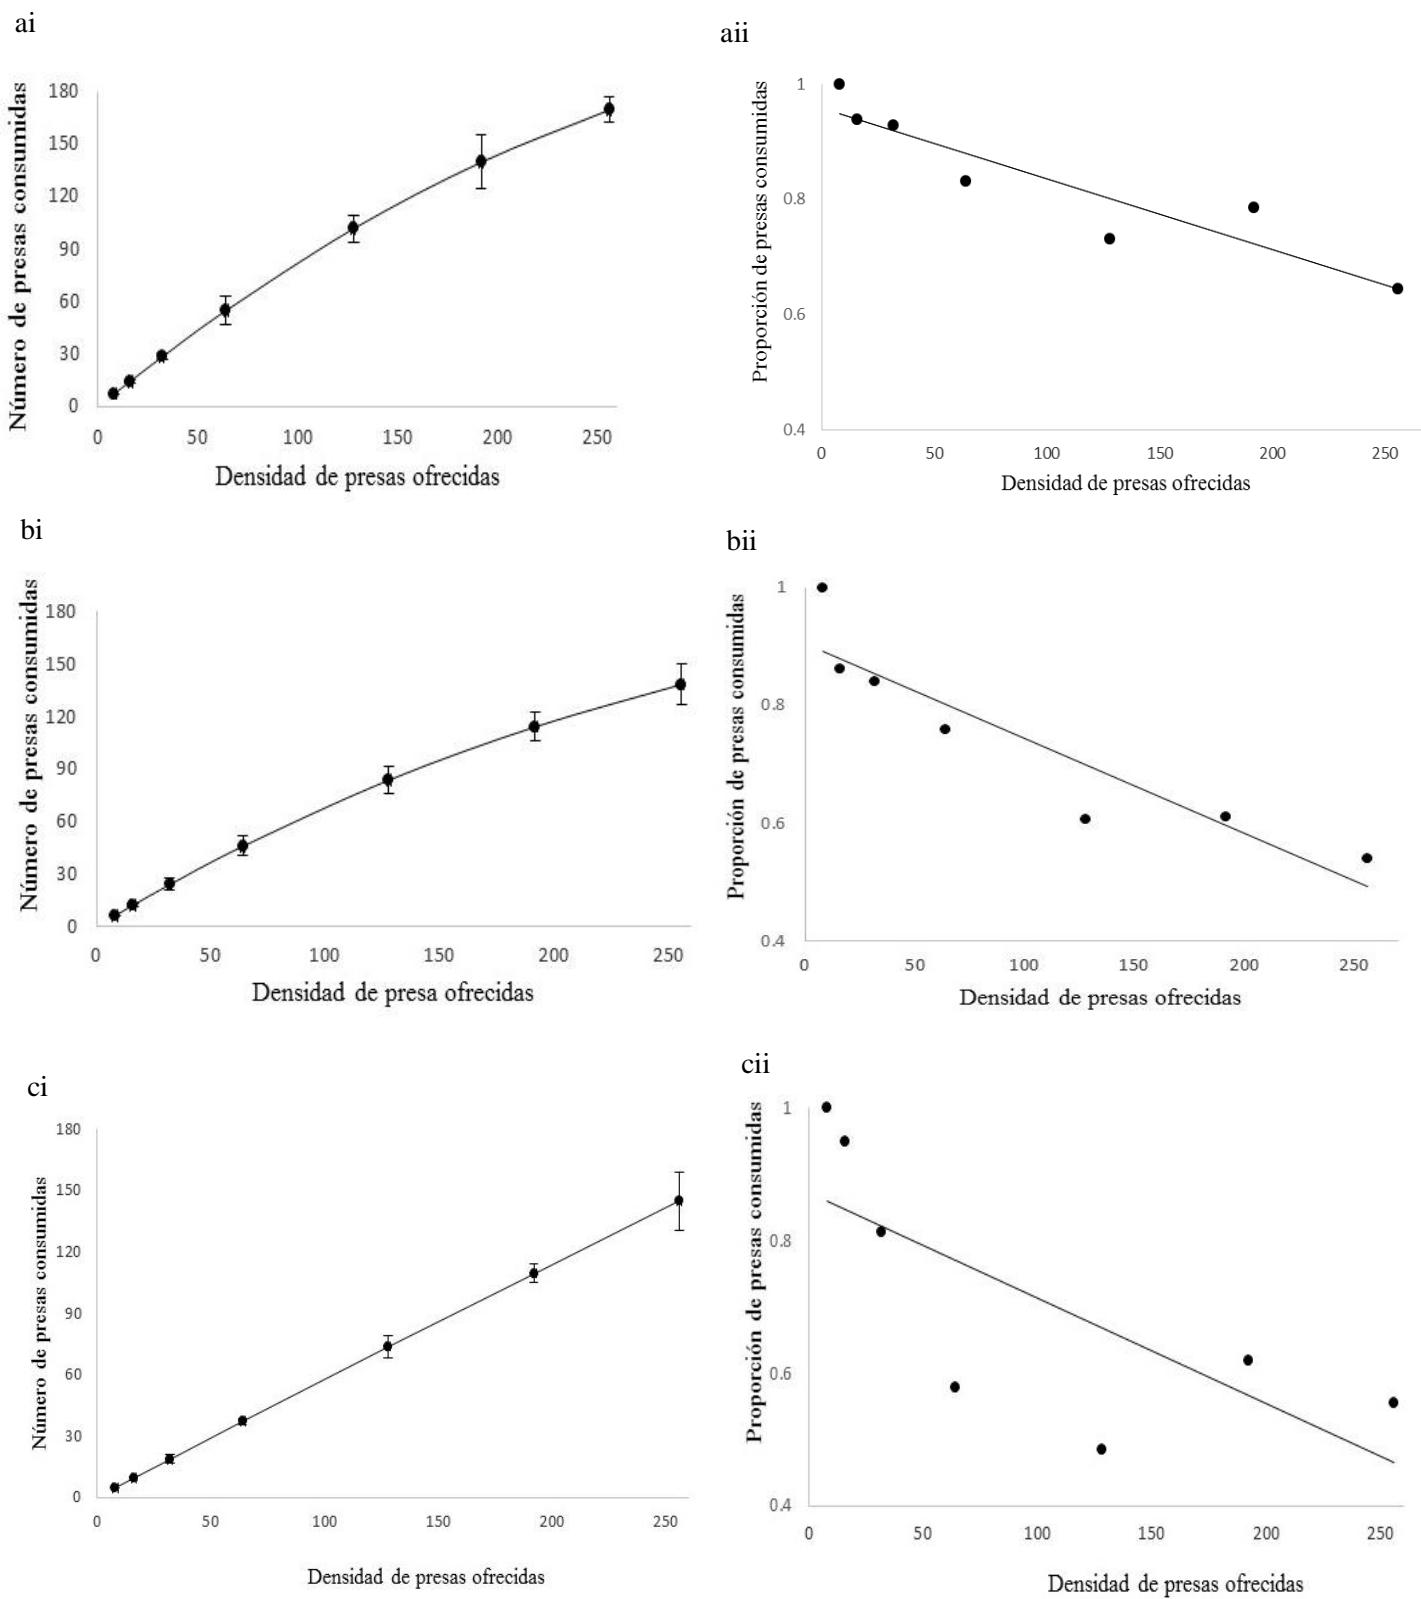 ai
Número de presas consumidas
180
150
120
90
60
30
0
0 50 100 150 200 250
Densidad de presas ofrecidas
aii
Proporción de presas consumidas
1
0.8
0.6
0.4
0 50 100 150 200 250
Densidad de presas ofrecidas
bi
Número de presas consumidas
180
150
120
90
60
30
0
0 50 100 150 200 250
Densidad de presa ofrecidas
bii
Proporción de presas consumidas
1
0.8
0.6
0.4
0 50 100 150 200 250
Densidad de presas ofrecidas
ci
Número de presas consumidas
180
150
120
90
60
30
0
0 50 100 150 200 250
Densidad de presas ofrecidas
cii
Proporción de presas consumidas
1
0.8
0.6
0.4
0 50 100 150 200 250
Densidad de presas ofrecidas